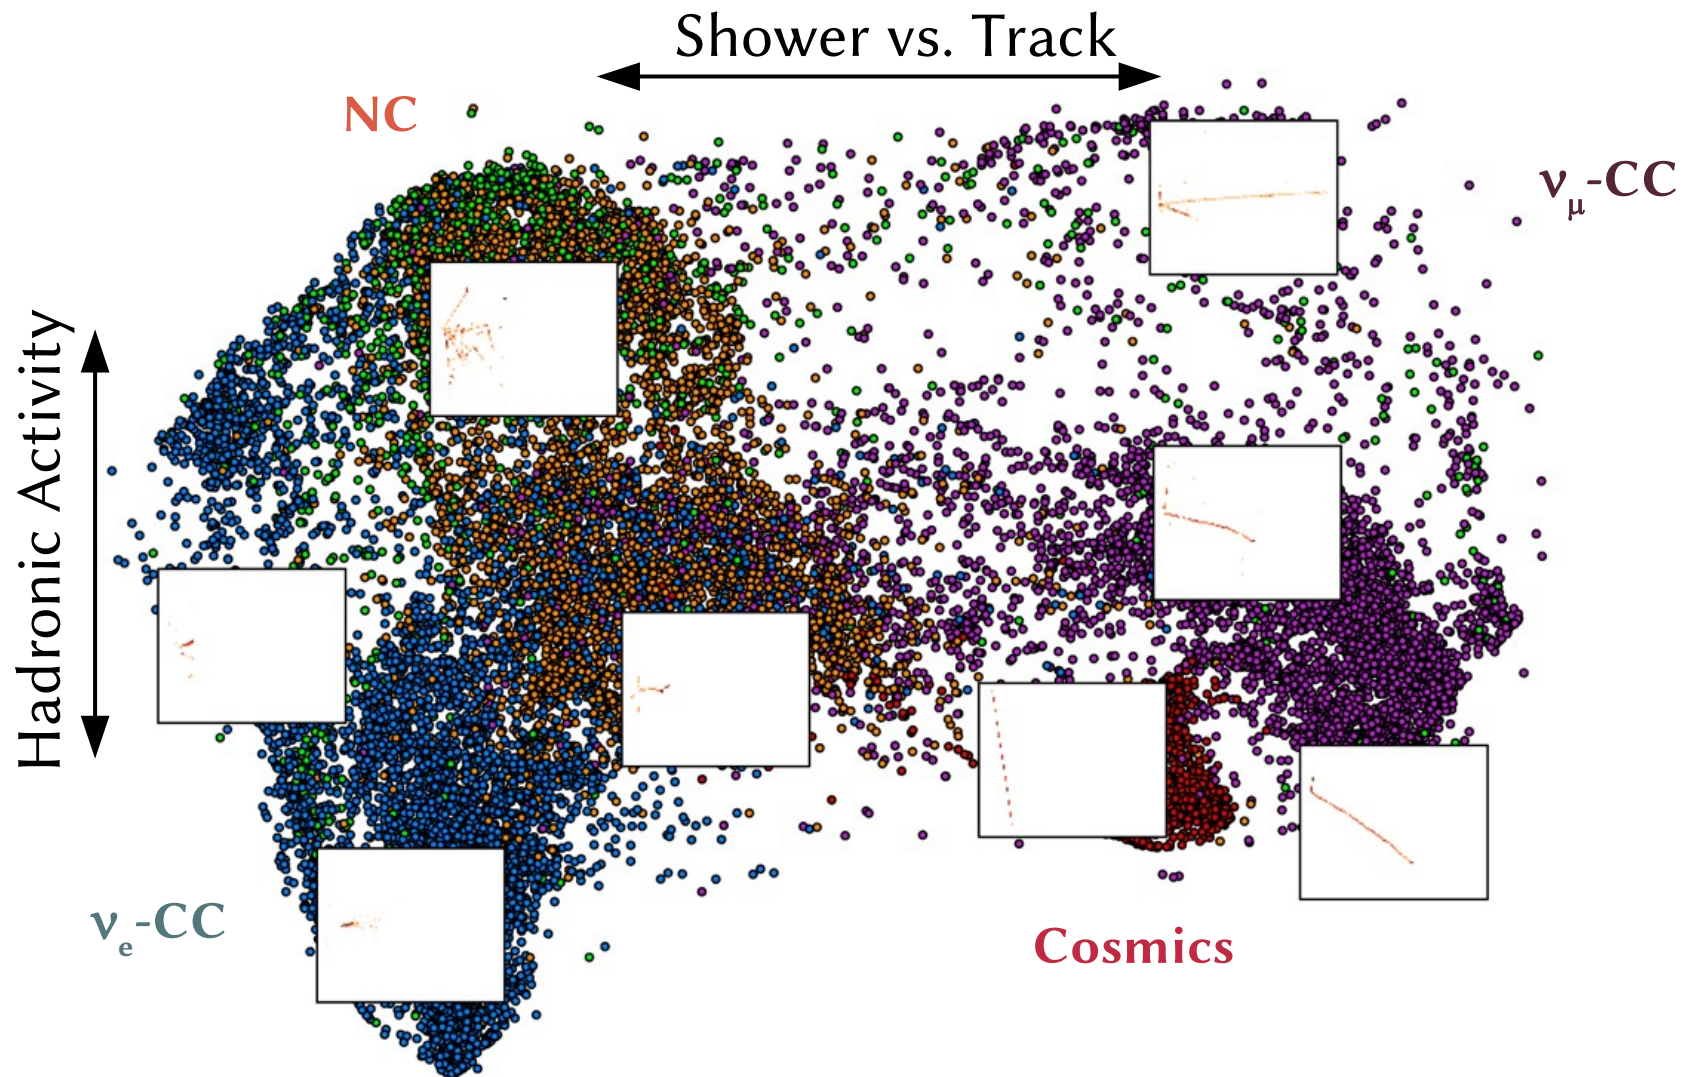 Shower vs. Track
NC
νμ-CC
Hadronic Activity
νe-CC
Cosmics